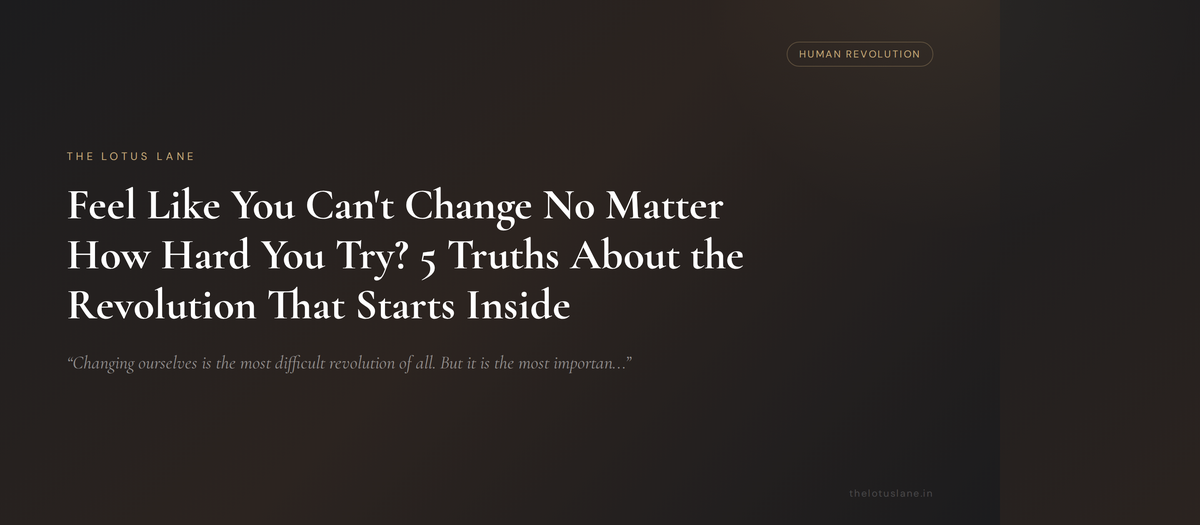 HUMAN REVOLUTION
THE LOTUS LANE
Feel Like You Can't Change No Matter
How Hard You Try? 5 Truths About the
Revolution That Starts Inside
“Changing ourselves is the most difficult revolution of all. But it is the most importan...”
thelotuslane.in